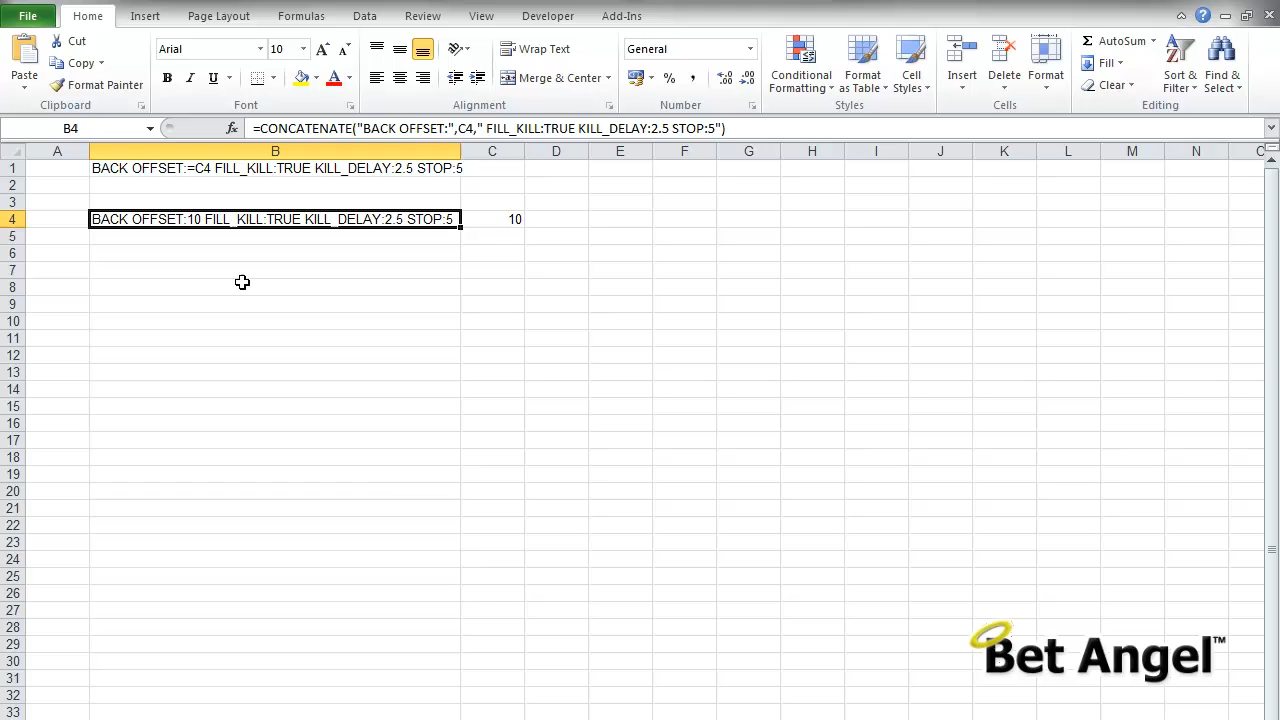 File Home Insert Page Layout Formulas Data Review View Developer Add-Ins
Paste Cut Copy Format Painter Clipboard
Arial 10 A A B I U A Font
Wrap Text Merge & Center Alignment
General % , .0 .00 .00 .0 Number
Conditional Formatting Format as Table Cell Styles Styles
Insert Delete Format Cells
Σ AutoSum Fill Clear Sort & Filter Find & Select Editing
B4 fx =CONCATENATE("BACK OFFSET:",C4," FILL_KILL:TRUE KILL_DELAY:2.5 STOP:5")
A B C D E F G H I J K L M N
1 BACK OFFSET:=C4 FILL_KILL:TRUE KILL_DELAY:2.5 STOP:5
2
3
4 BACK OFFSET:10 FILL_KILL:TRUE KILL_DELAY:2.5 STOP:5 10
5
6
7
8
9
10
11
12
13
14
15
16
17
18
19
20
21
22
23
24
25
26
27
28
29
30
31
32
33
Bet Angel™